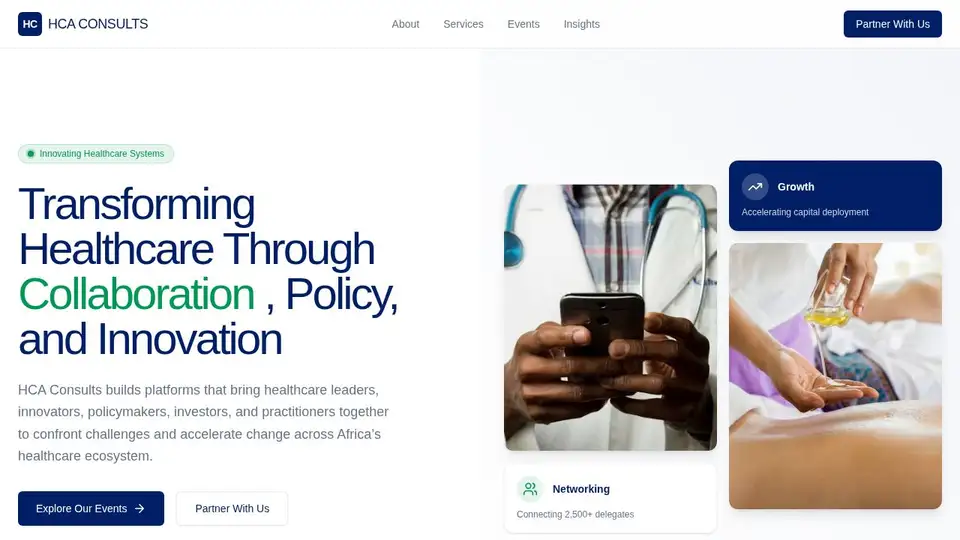 HC HCA CONSULTS
About Services Events Insights
Partner With Us
Innovating Healthcare Systems
Transforming
Healthcare Through
Collaboration , Policy,
and Innovation
HCA Consults builds platforms that bring healthcare leaders,
innovators, policymakers, investors, and practitioners together
to confront challenges and accelerate change across Africa's
healthcare ecosystem.
Explore Our Events
Partner With Us
Growth
Accelerating capital deployment
Networking
Connecting 2,500+ delegates